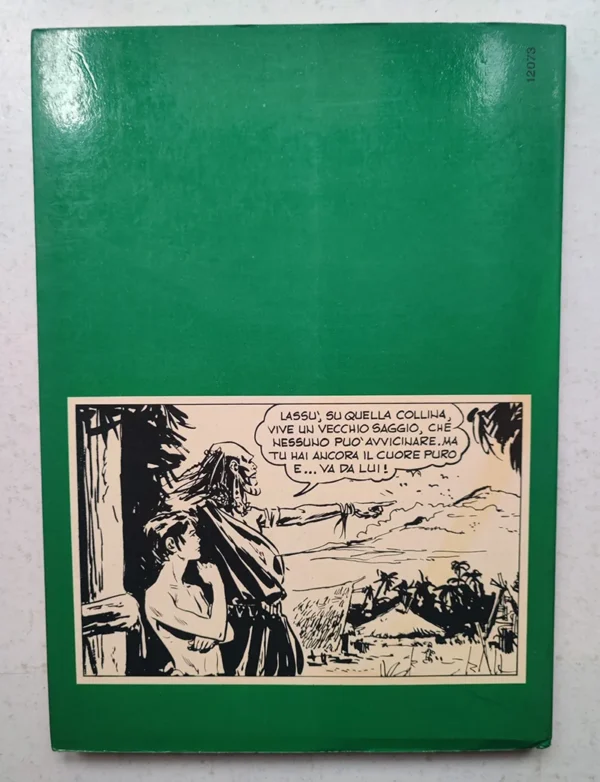 12073
LASSU', SU QUELLA COLLINA,
VIVE UN VECCHIO SAGGIO, CHE
NESSUNO PUO' AVVICINARE. MA
TU HAI ANCORA IL CUORE PURO
E... VA DA LUI!